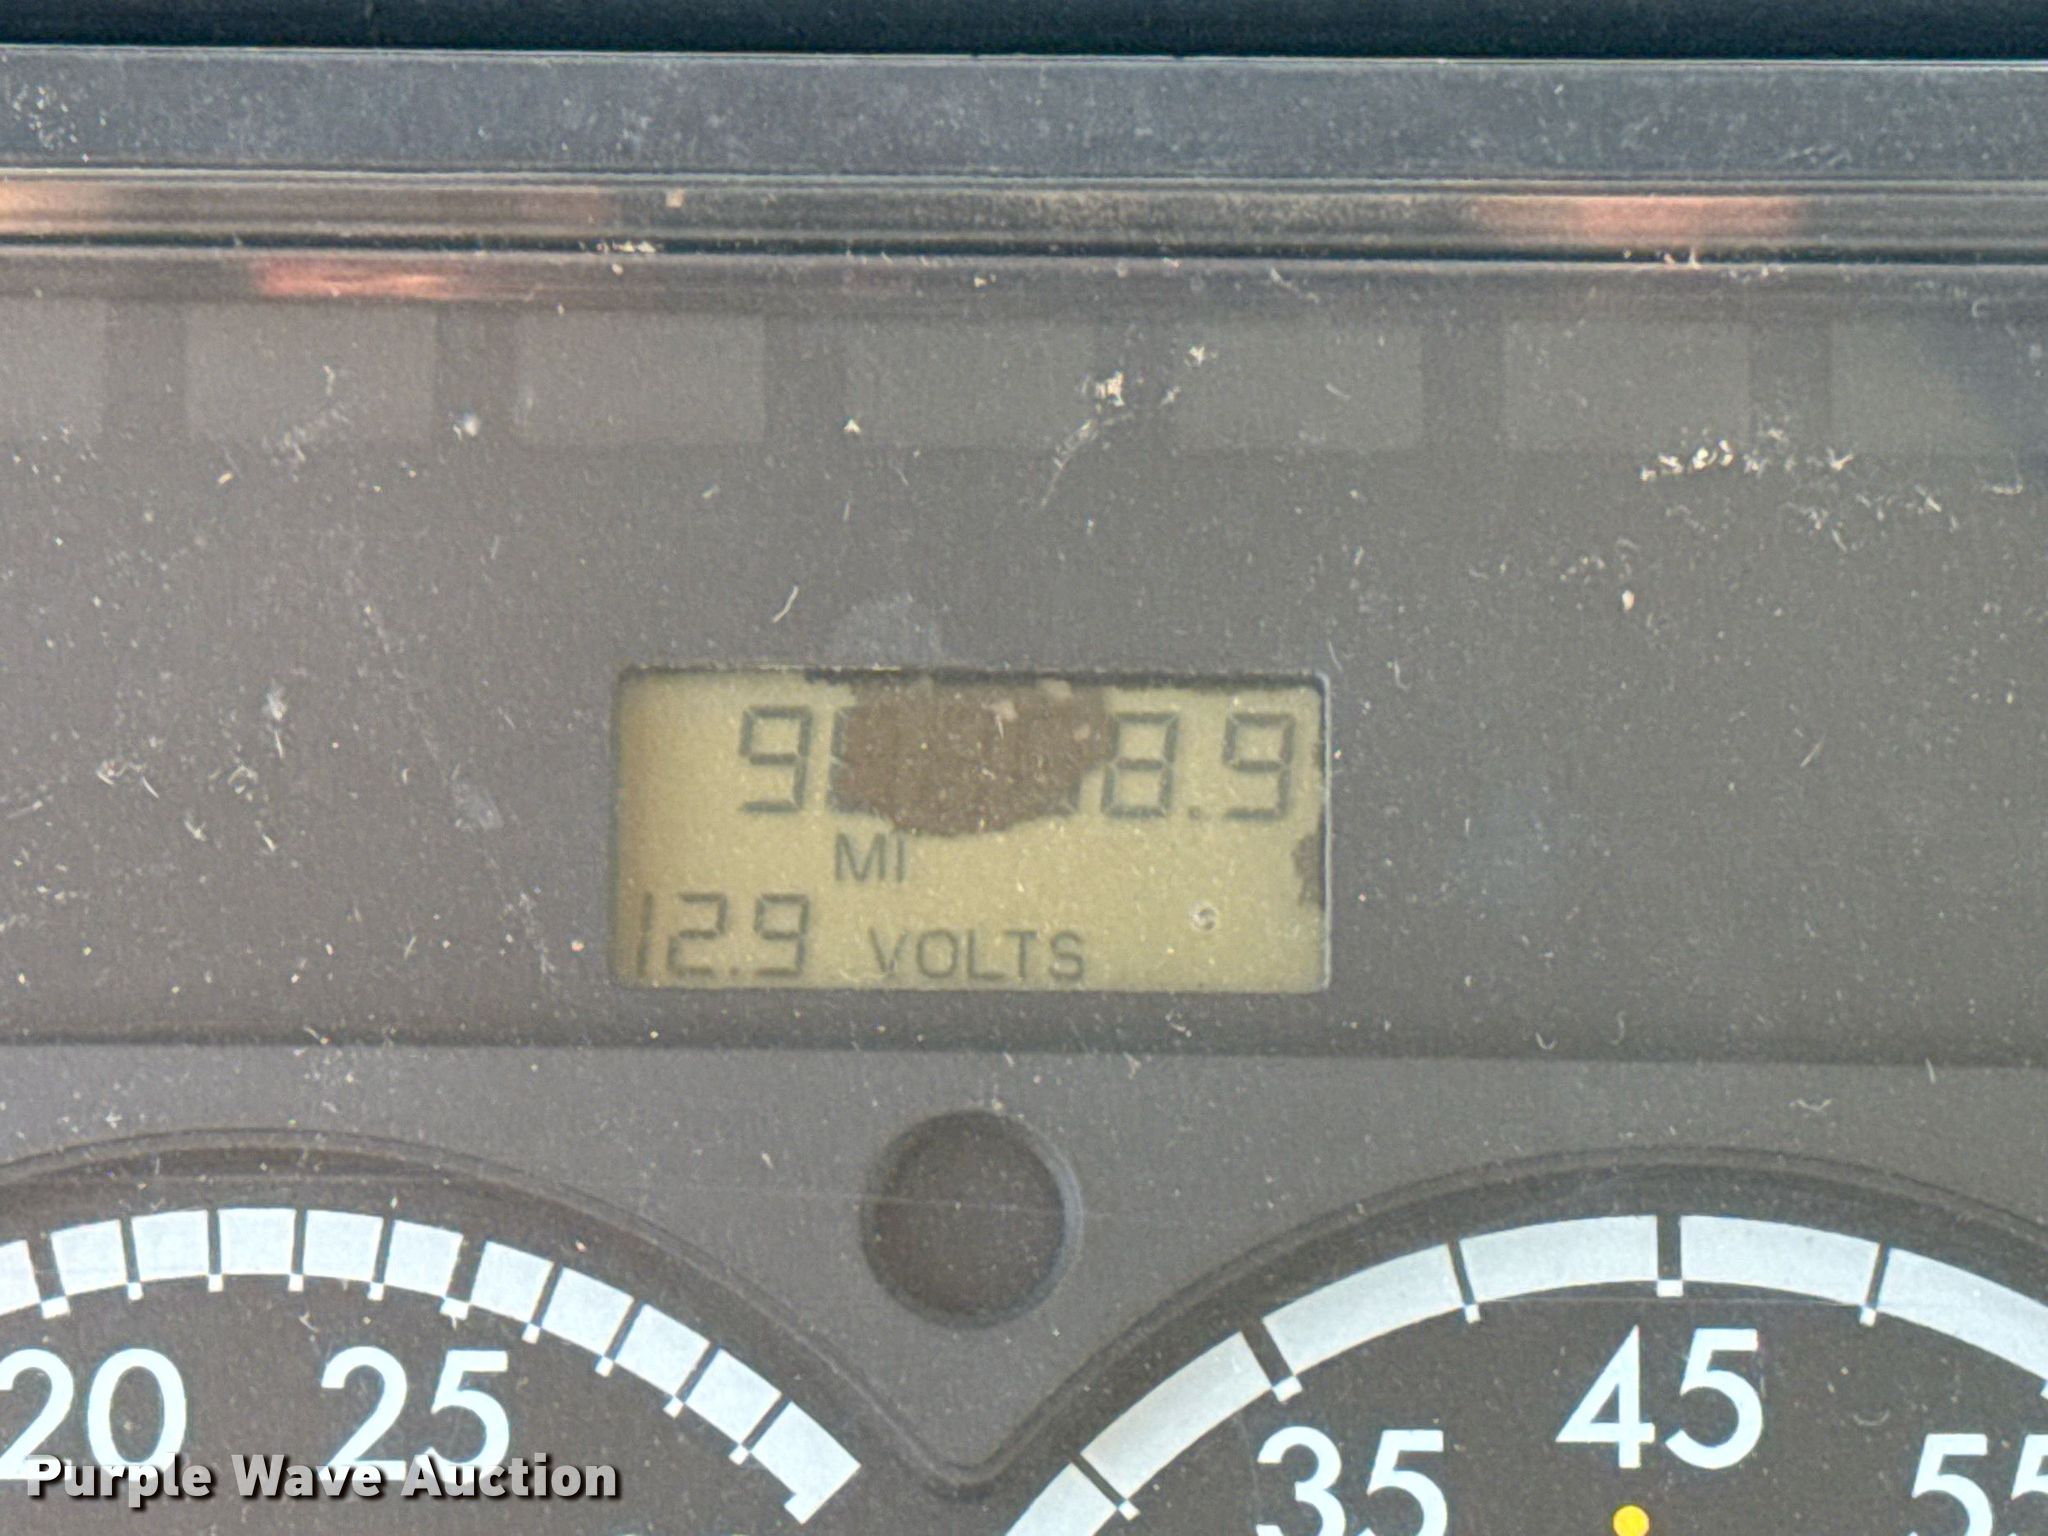 9 8.9
MI
12.9 VOLTS
20 25 35 45 55
Purple Wave Auction